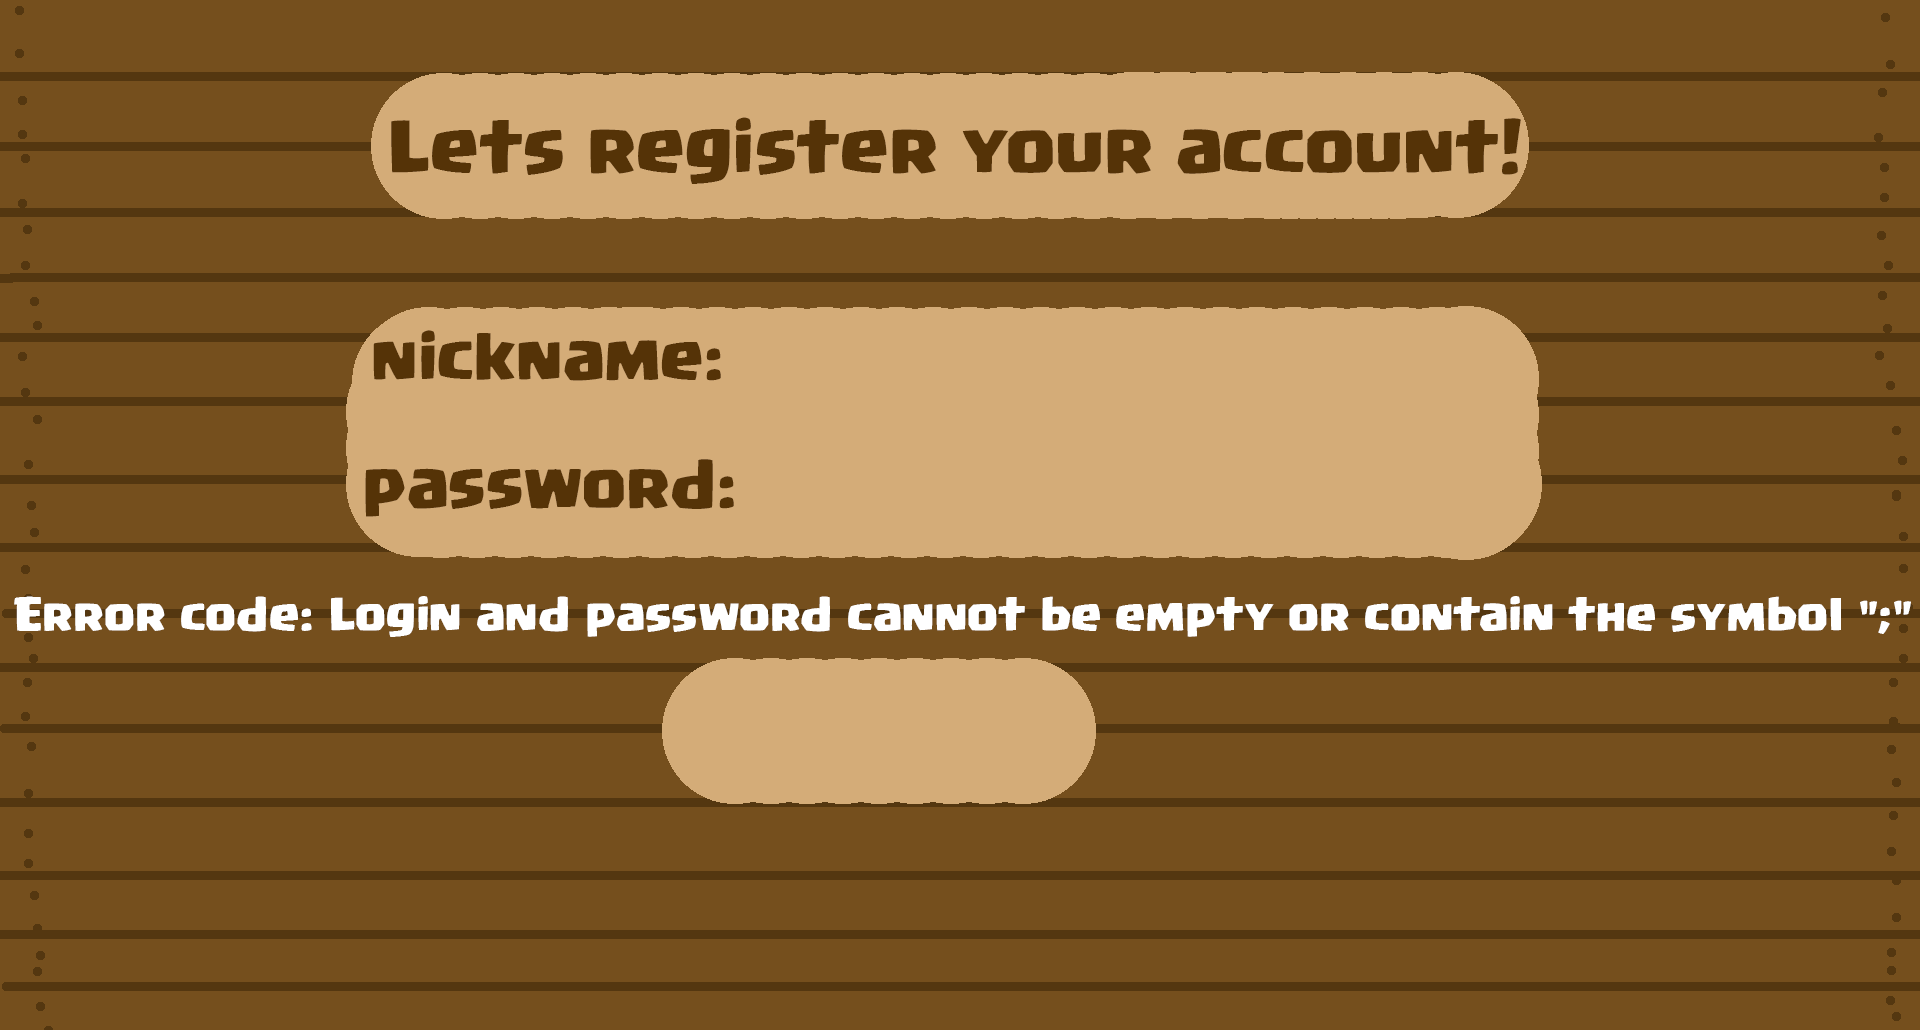 Lets register your account!
Nickname:
password:
Error code: Login and password cannot be empty or contain the symbol ";"